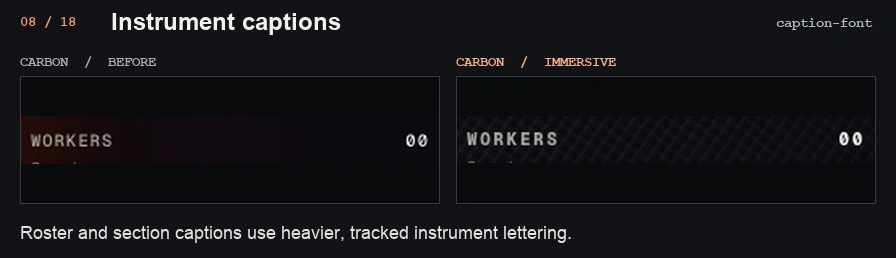 08 / 18 Instrument captions caption-font
CARBON / BEFORE CARBON / IMMERSIVE
WORKERS 00 WORKERS 00
Roster and section captions use heavier, tracked instrument lettering.